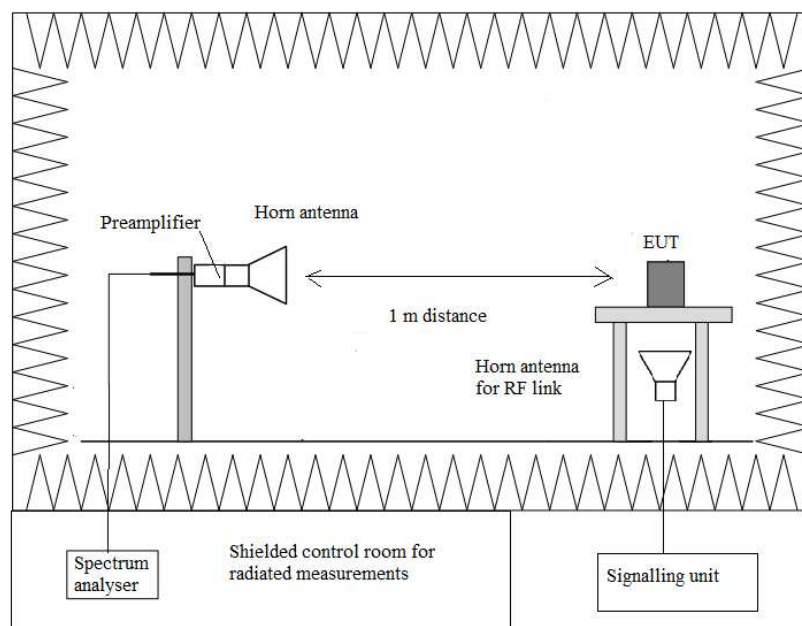 Horn antenna
Preamplifier
EUT
1 m distance
Horn antenna
for RF link
Spectrum
analyser
Shielded control room for
radiated measurements
Signalling unit